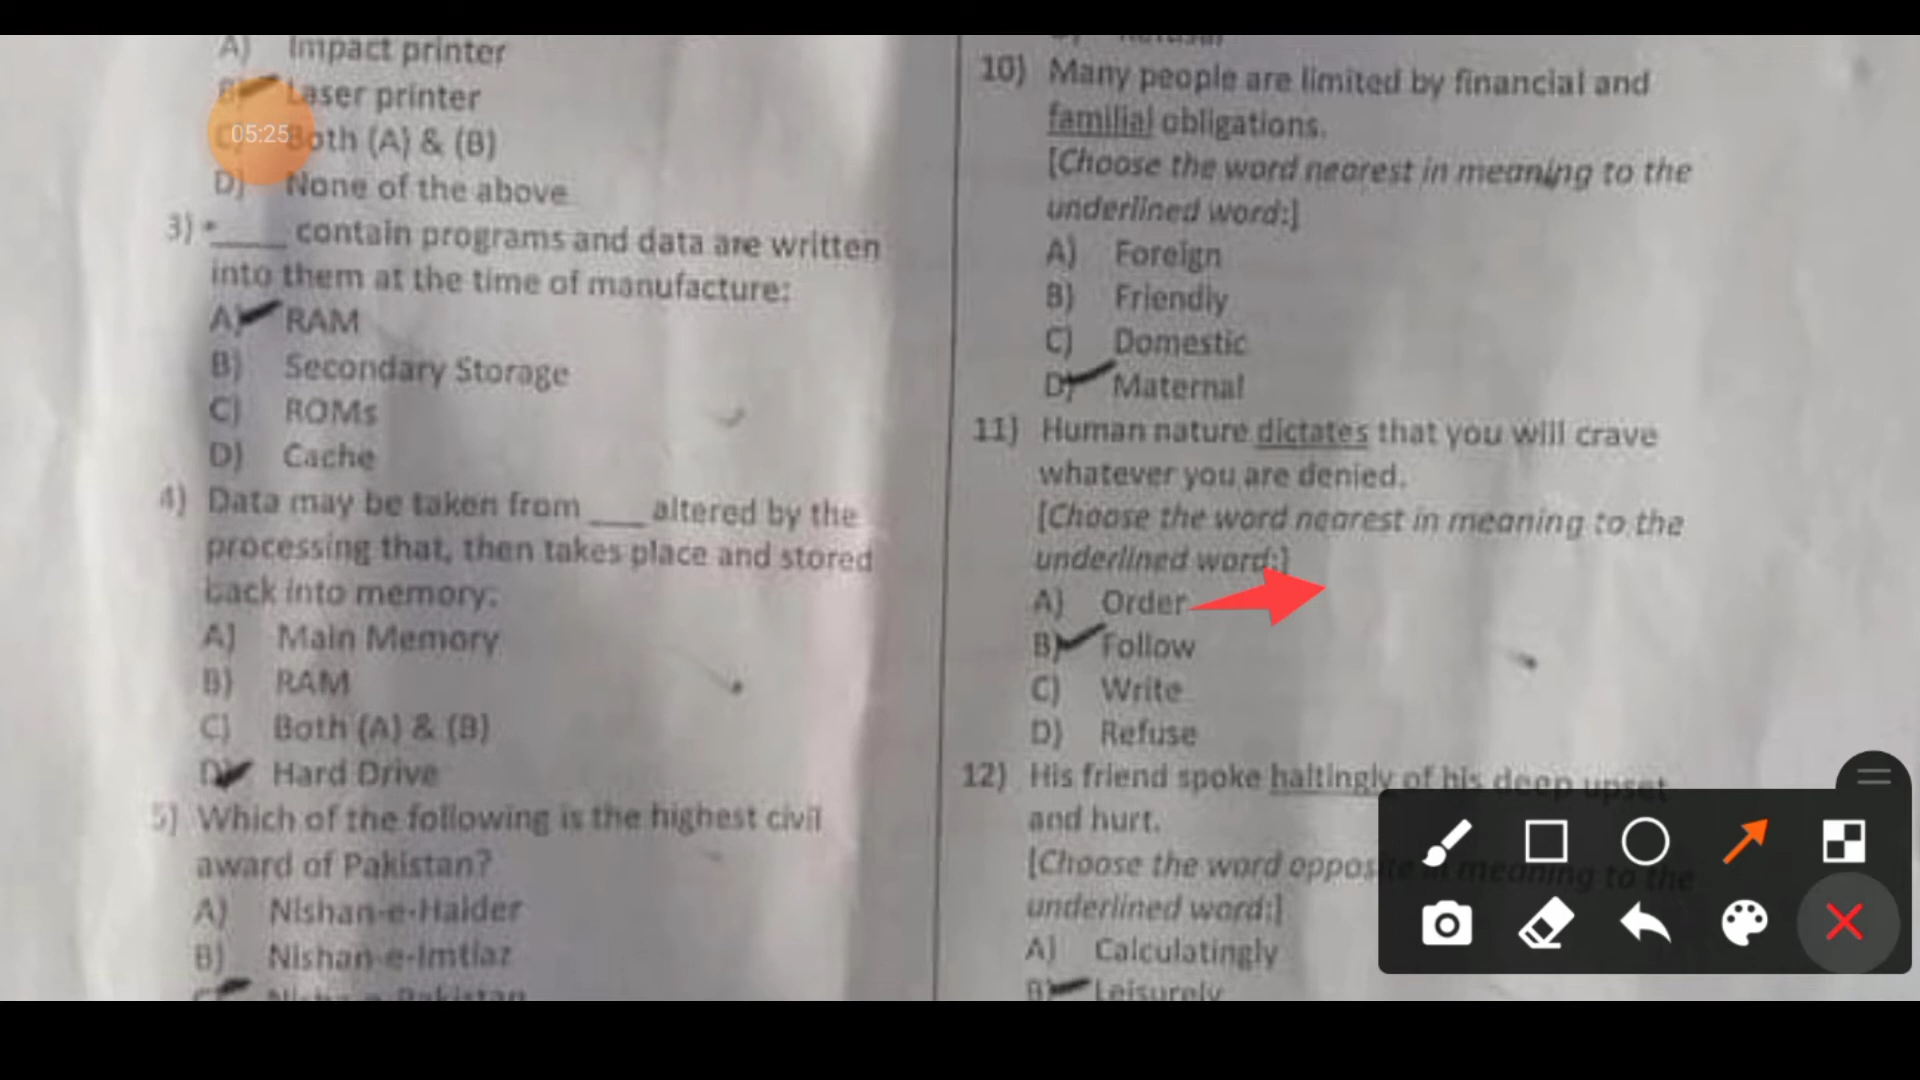 A) Impact printer
B) Laser printer
05:25
Both (A) & (B)
D) None of the above
3) _____ contain programs and data are written
into them at the time of manufacture:
A) RAM
B) Secondary Storage
C) ROMs
D) Cache
4) Data may be taken from ____ altered by the
processing that, then takes place and stored
back into memory:
A) Main Memory
B) RAM
C) Both (A) & (B)
D) Hard Drive
5) Which of the following is the highest civil
award of Pakistan?
A) Nishan-e-Haider
B) Nishan-e-Imtiaz
10) Many people are limited by financial and
familial obligations.
[Choose the word nearest in meaning to the
underlined word:]
A) Foreign
B) Friendly
C) Domestic
D) Maternal
11) Human nature dictates that you will crave
whatever you are denied.
[Choose the word nearest in meaning to the
underlined word:]
A) Order
B) Follow
C) Write
D) Refuse
12) His friend spoke haltingly of his deep upset
and hurt.
[Choose the word opposite in meaning to the
underlined word:]
A) Calculatingly
B) Leisurely